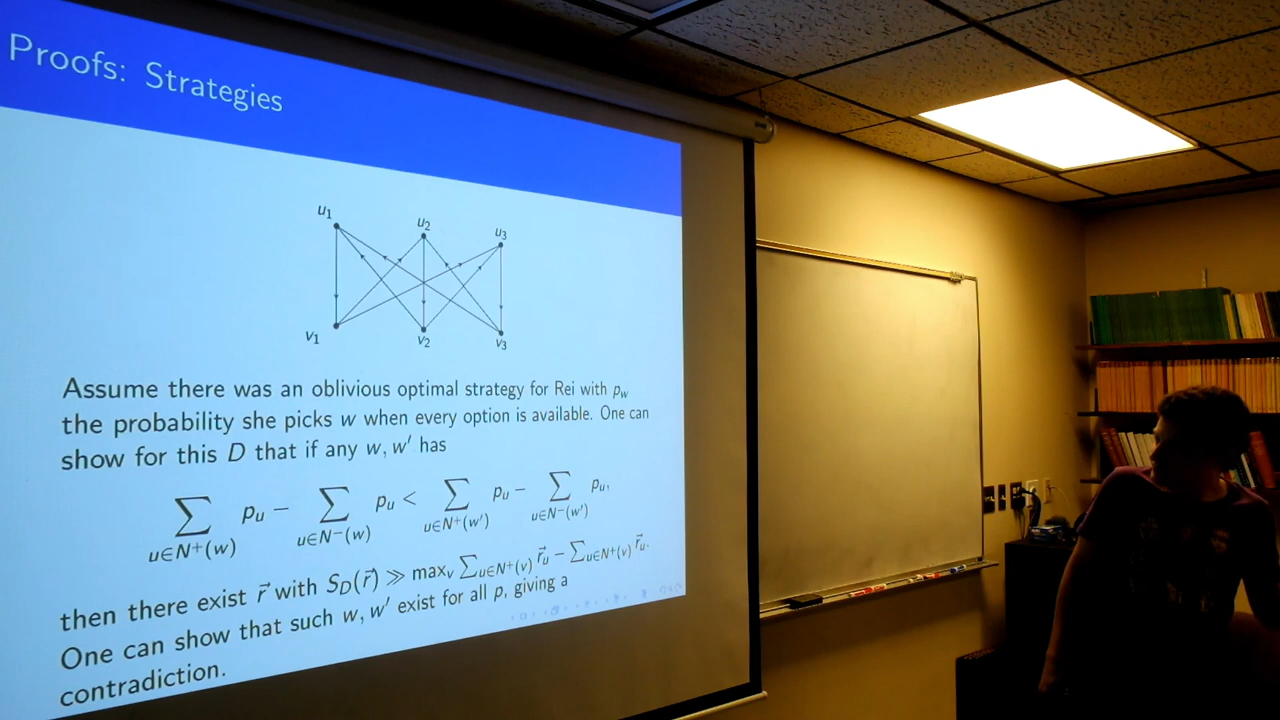 Proofs: Strategies
u₁ u₂ u₃
v₁ v₂ v₃
Assume there was an oblivious optimal strategy for Rei with p_w
the probability she picks w when every option is available. One can
show for this D that if any w, w′ has
∑_{u∈N⁺(w)} p_u − ∑_{u∈N⁻(w)} p_u < ∑_{u∈N⁺(w′)} p_u − ∑_{u∈N⁻(w′)} p_u,
then there exist r⃗ with S_D(r⃗) ≫ max_v ∑_{u∈N⁺(v)} r⃗_u − ∑_{u∈N⁺(v)} r⃗_u.
One can show that such w, w′ exist for all p, giving a
contradiction.